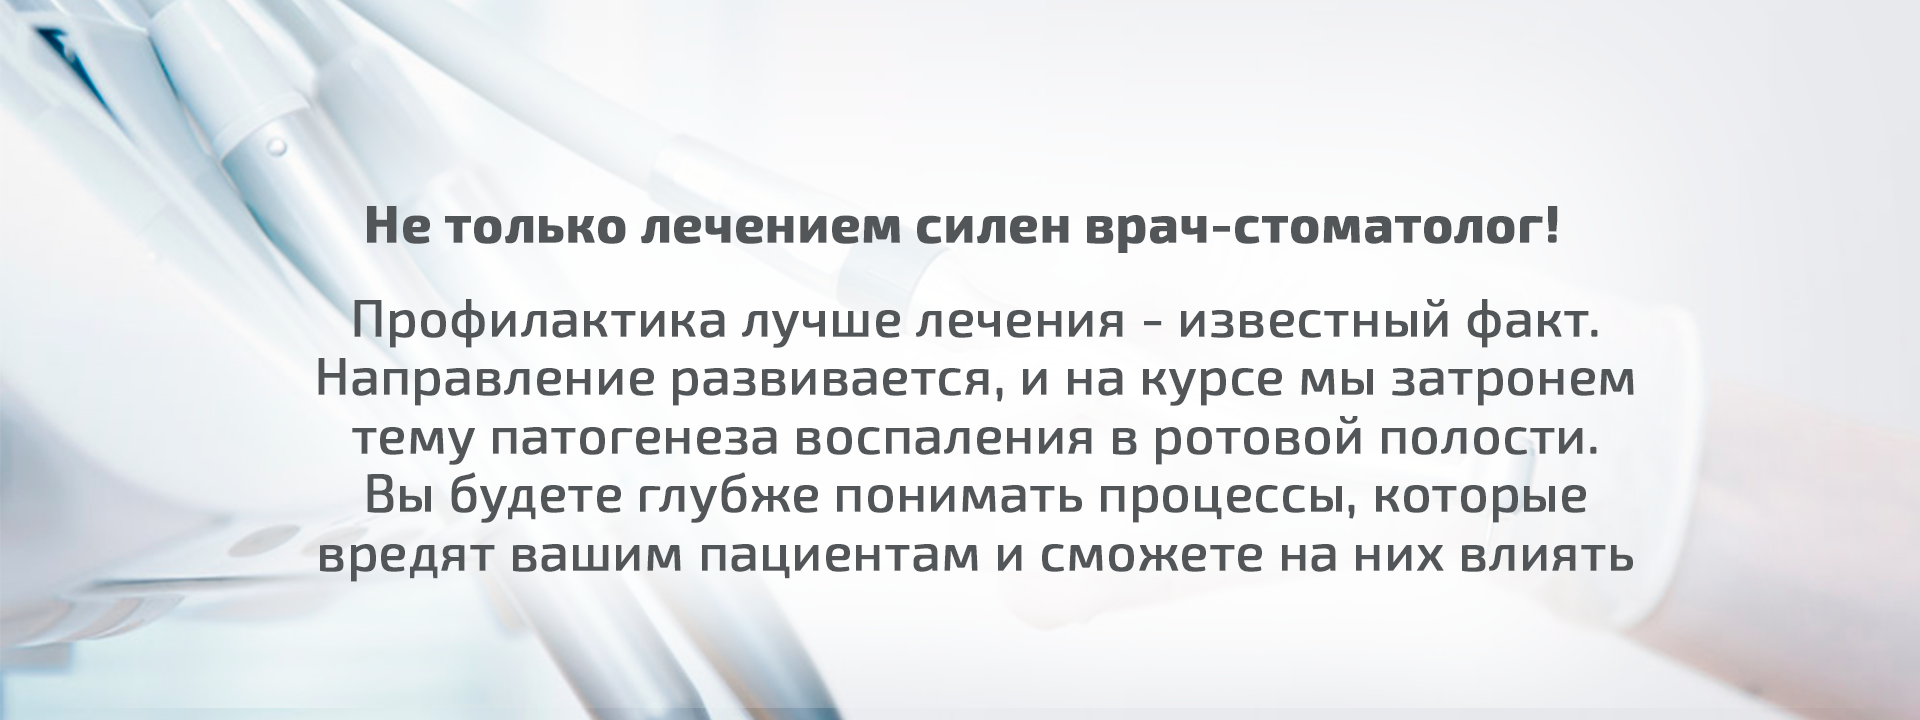 Не только лечением силен врач-стоматолог!
Профилактика лучше лечения - известный факт.
Направление развивается, и на курсе мы затронем
тему патогенеза воспаления в ротовой полости.
Вы будете глубже понимать процессы, которые
вредят вашим пациентам и сможете на них влиять